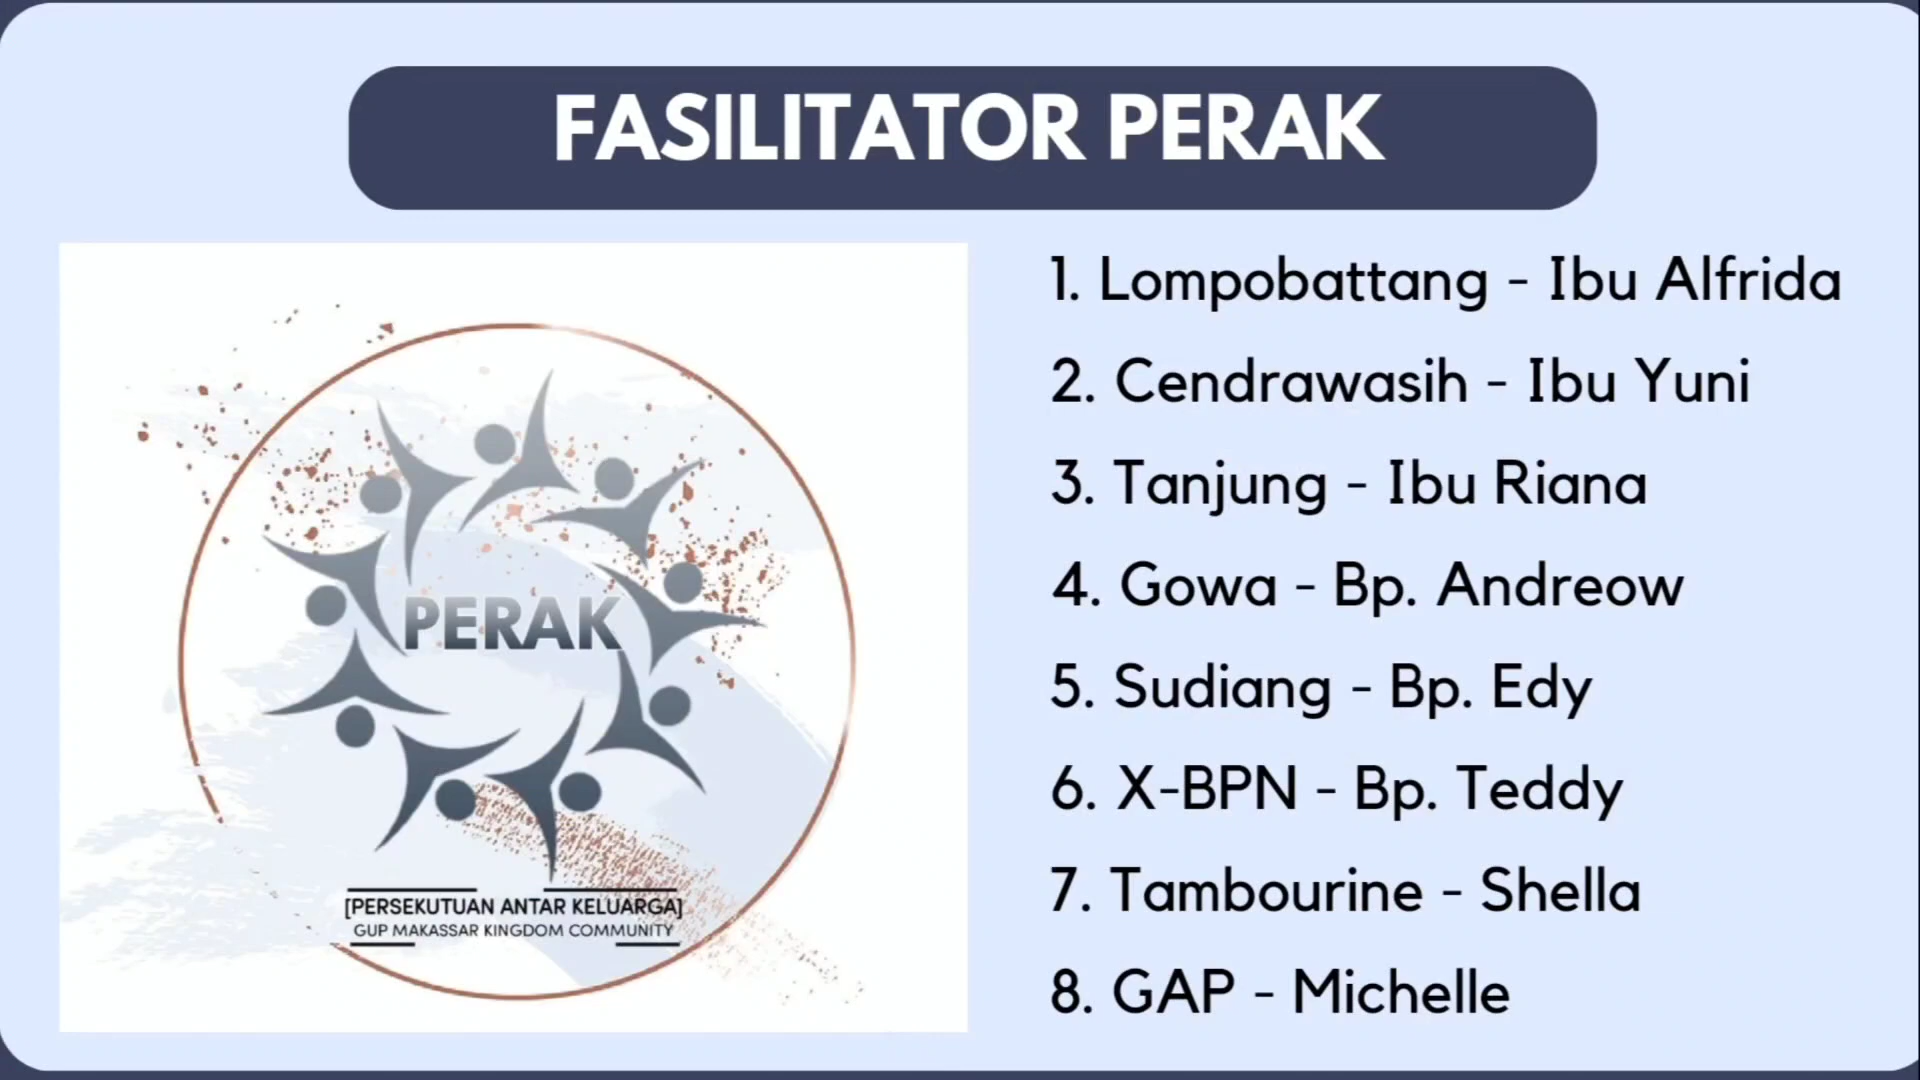 FASILITATOR PERAK
PERAK
[PERSEKUTUAN ANTAR KELUARGA]
GUP MAKASSAR KINGDOM COMMUNITY
1. Lompobattang - Ibu Alfrida
2. Cendrawasih - Ibu Yuni
3. Tanjung - Ibu Riana
4. Gowa - Bp. Andreow
5. Sudiang - Bp. Edy
6. X-BPN - Bp. Teddy
7. Tambourine - Shella
8. GAP - Michelle